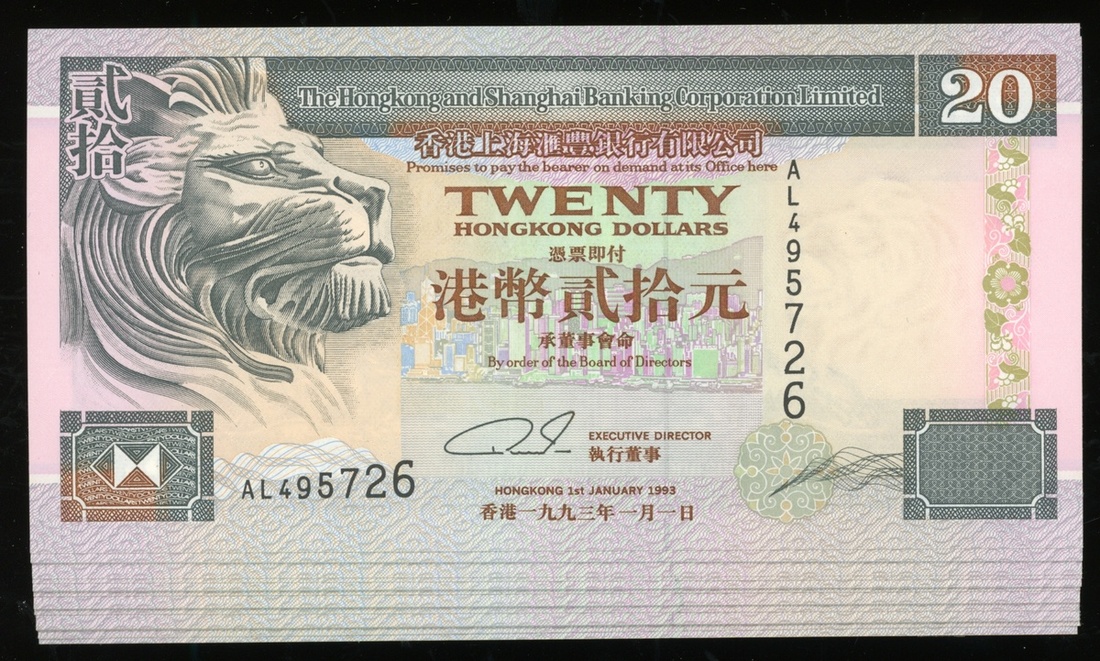 貳拾
The Hongkong and Shanghai Banking Corporation Limited
20
香港上海滙豐銀行有限公司
Promises to pay the bearer on demand at its Office here
TWENTY
HONGKONG DOLLARS
憑票即付
港幣貳拾元
承董事會命
By order of the Board of Directors
AL495726
EXECUTIVE DIRECTOR
執行董事
AL495726
HONGKONG 1st JANUARY 1993
香港一九九三年一月一日